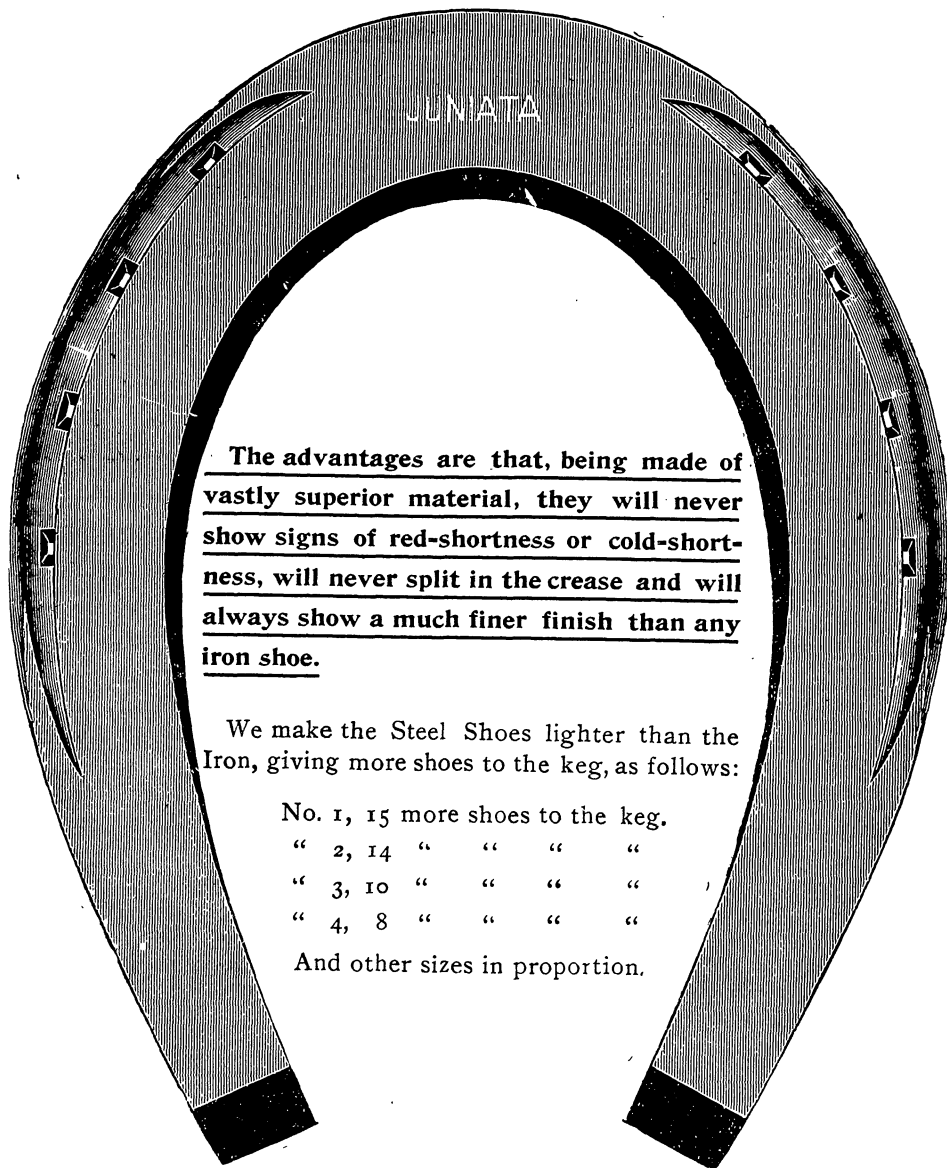 JUNIATA
The advantages are that, being made of
vastly superior material, they will never
show signs of red-shortness or cold-short-
ness, will never split in the crease and will
always show a much finer finish than any
iron shoe.
We make the Steel Shoes lighter than the
Iron, giving more shoes to the keg, as follows:
No. 1, 15 more shoes to the keg.
“ 2, 14 “ “ “ “
“ 3, 10 “ “ “ “
“ 4, 8 “ “ “ “
And other sizes in proportion.